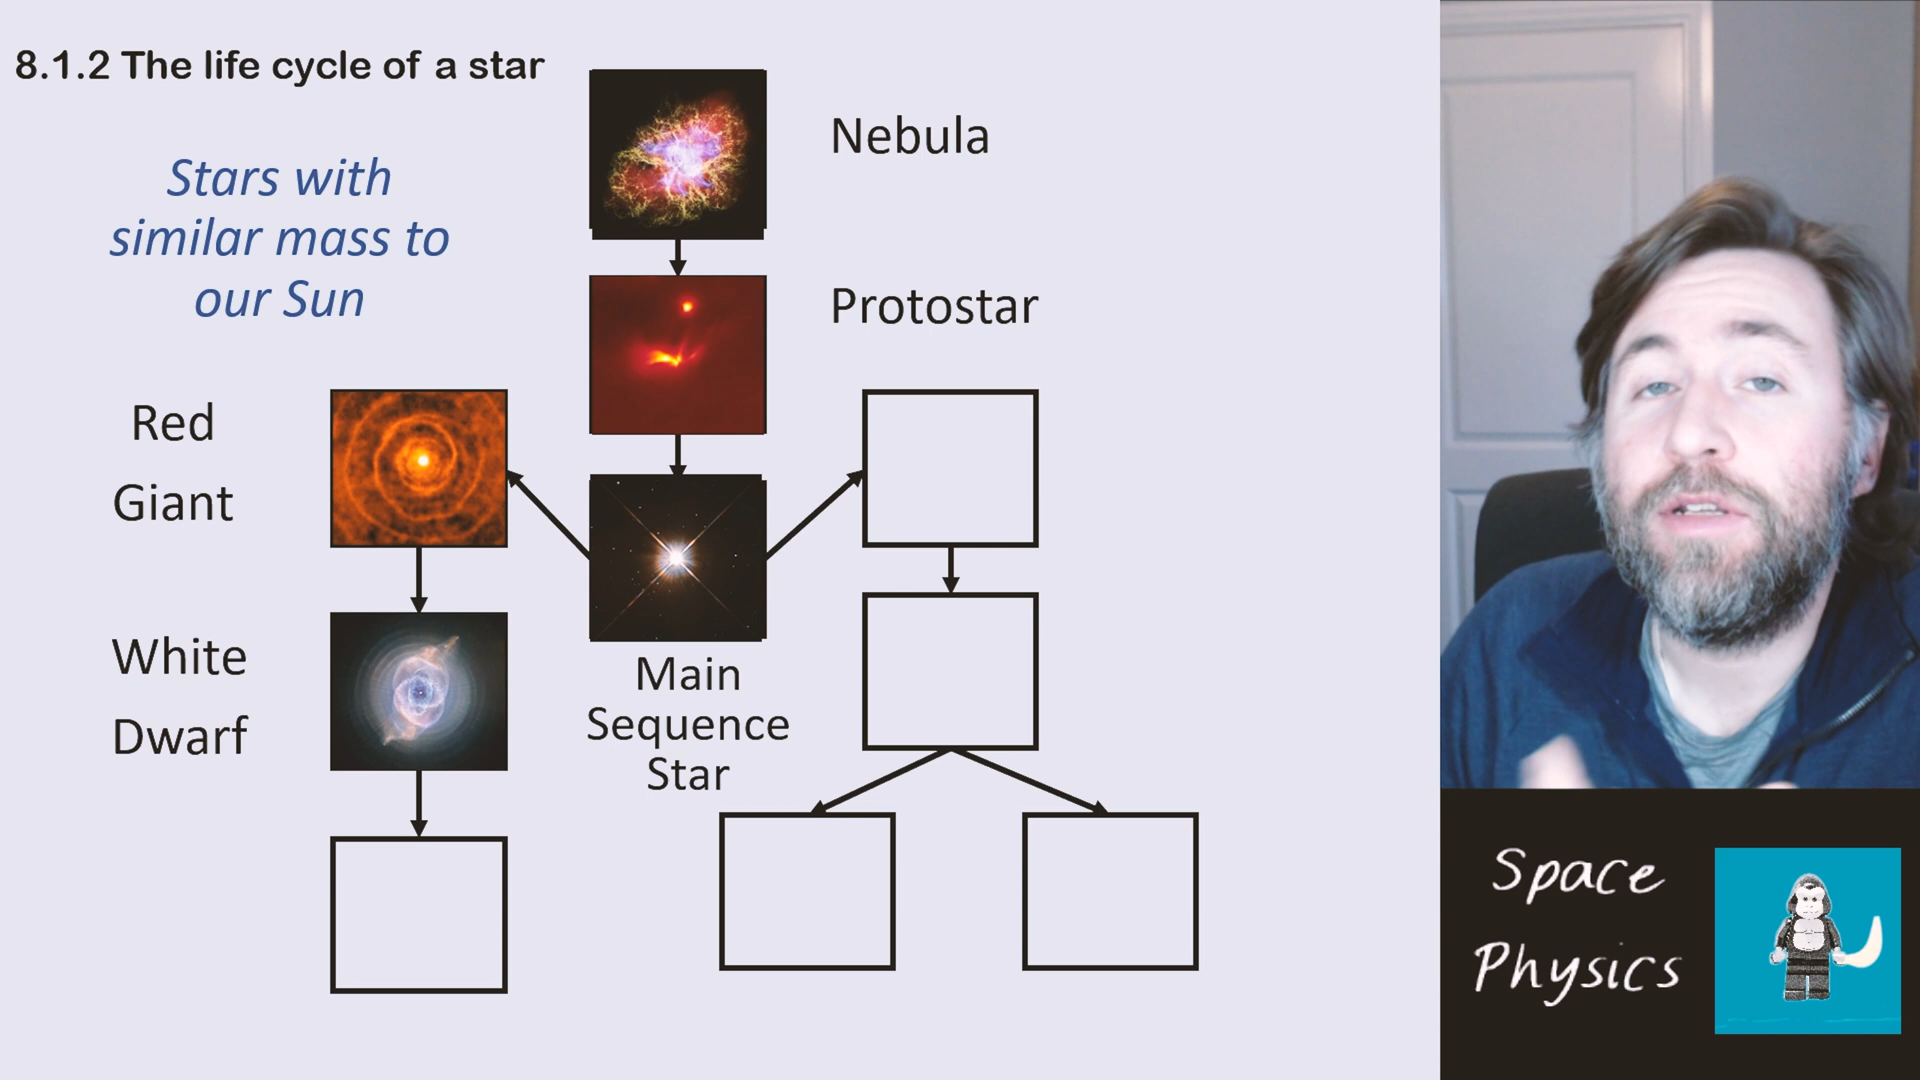 8.1.2 The life cycle of a star
Stars with
similar mass to
our Sun
Nebula
Protostar
Red
Giant
White
Dwarf
Main
Sequence
Star
Space
Physics